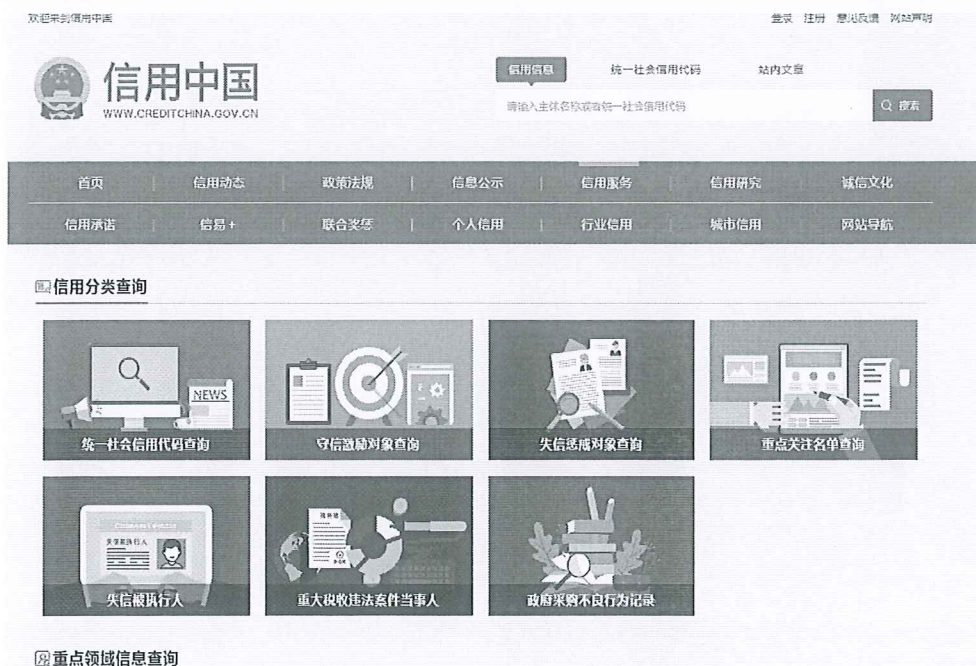 欢迎来到信用中国
登录 注册 意见反馈 网站声明
信用中国
WWW.CREDITCHINA.GOV.CN
信用信息 统一社会信用代码 站内文章
请输入主体名称或者统一社会信用代码
搜索
首页 信用动态 政策法规 信息公示 信用服务 信用研究 诚信文化
信用承诺 信易+ 联合奖惩 个人信用 行业信用 城市信用 网站导航
信用分类查询
NEWS
统一社会信用代码查询
守信激励对象查询
失信惩戒对象查询
重点关注名单查询
失信被执行人
失信被执行人
重大税收违法案件当事人
政府采购不良行为记录
重点领域信息查询